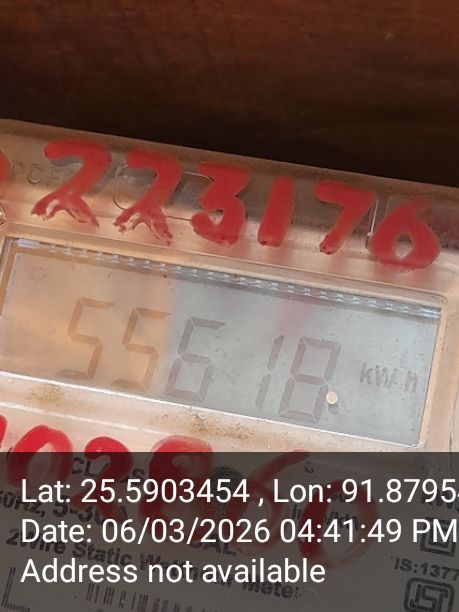 223176
55618 kWh
Lat: 25.5903454 , Lon: 91.8795
Date: 06/03/2026 04:41:49 PM
Address not available